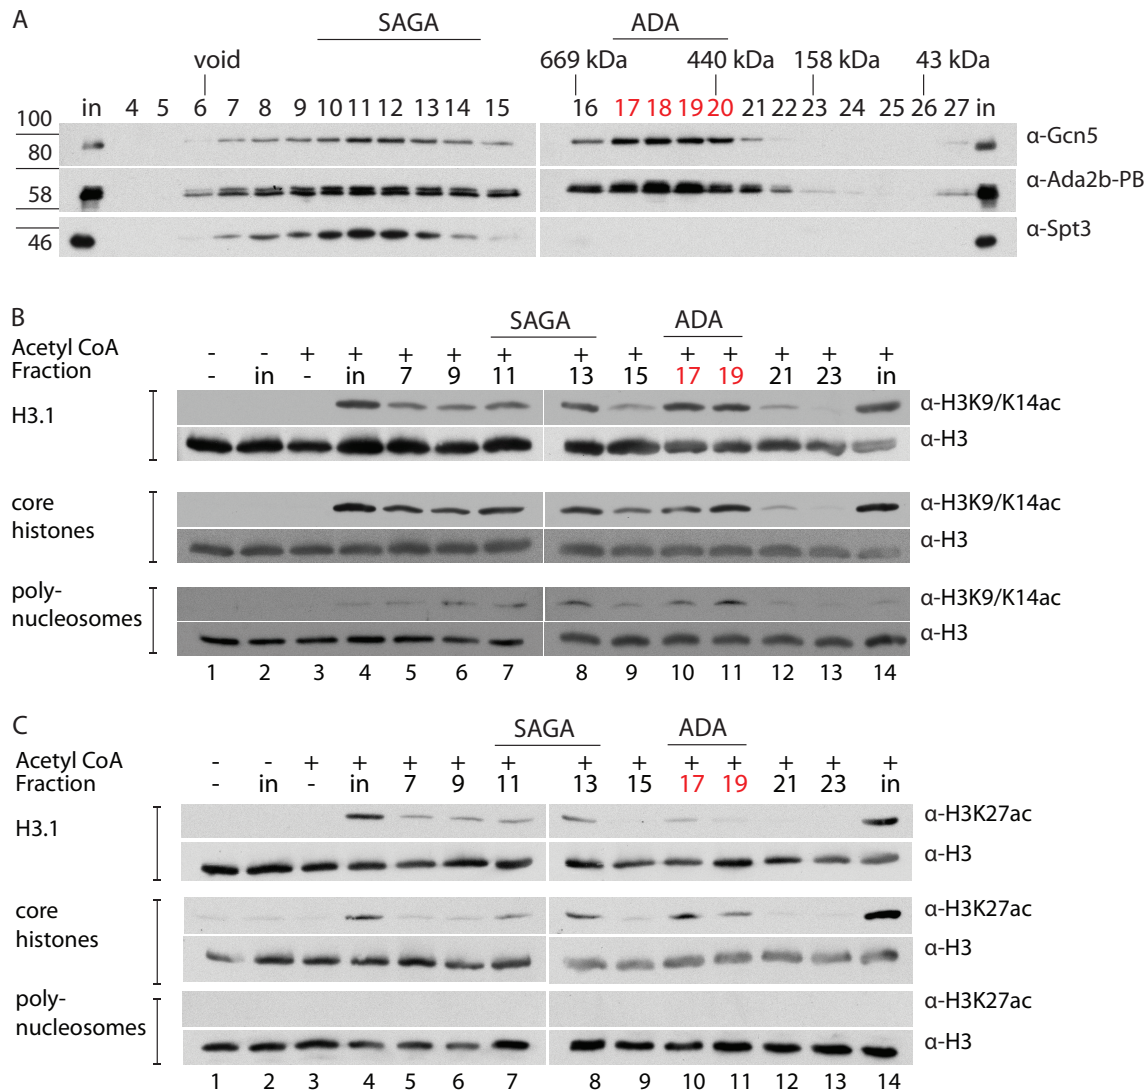 A
SAGA ADA
void 669 kDa 440 kDa 158 kDa 43 kDa
in 4 5 6 7 8 9 10 11 12 13 14 15 16 17 18 19 20 21 22 23 24 25 26 27 in
100
80
α-Gcn5
58
α-Ada2b-PB
46
α-Spt3
B
SAGA ADA
Acetyl CoA - - + + + + + + + + + + + +
Fraction - in - in 7 9 11 13 15 17 19 21 23 in
H3.1
α-H3K9/K14ac
α-H3
core
histones
α-H3K9/K14ac
α-H3
poly-
nucleosomes
α-H3K9/K14ac
α-H3
1 2 3 4 5 6 7 8 9 10 11 12 13 14
C
SAGA ADA
Acetyl CoA - - + + + + + + + + + + + +
Fraction - in - in 7 9 11 13 15 17 19 21 23 in
H3.1
α-H3K27ac
α-H3
core
histones
α-H3K27ac
α-H3
poly-
nucleosomes
α-H3K27ac
α-H3
1 2 3 4 5 6 7 8 9 10 11 12 13 14